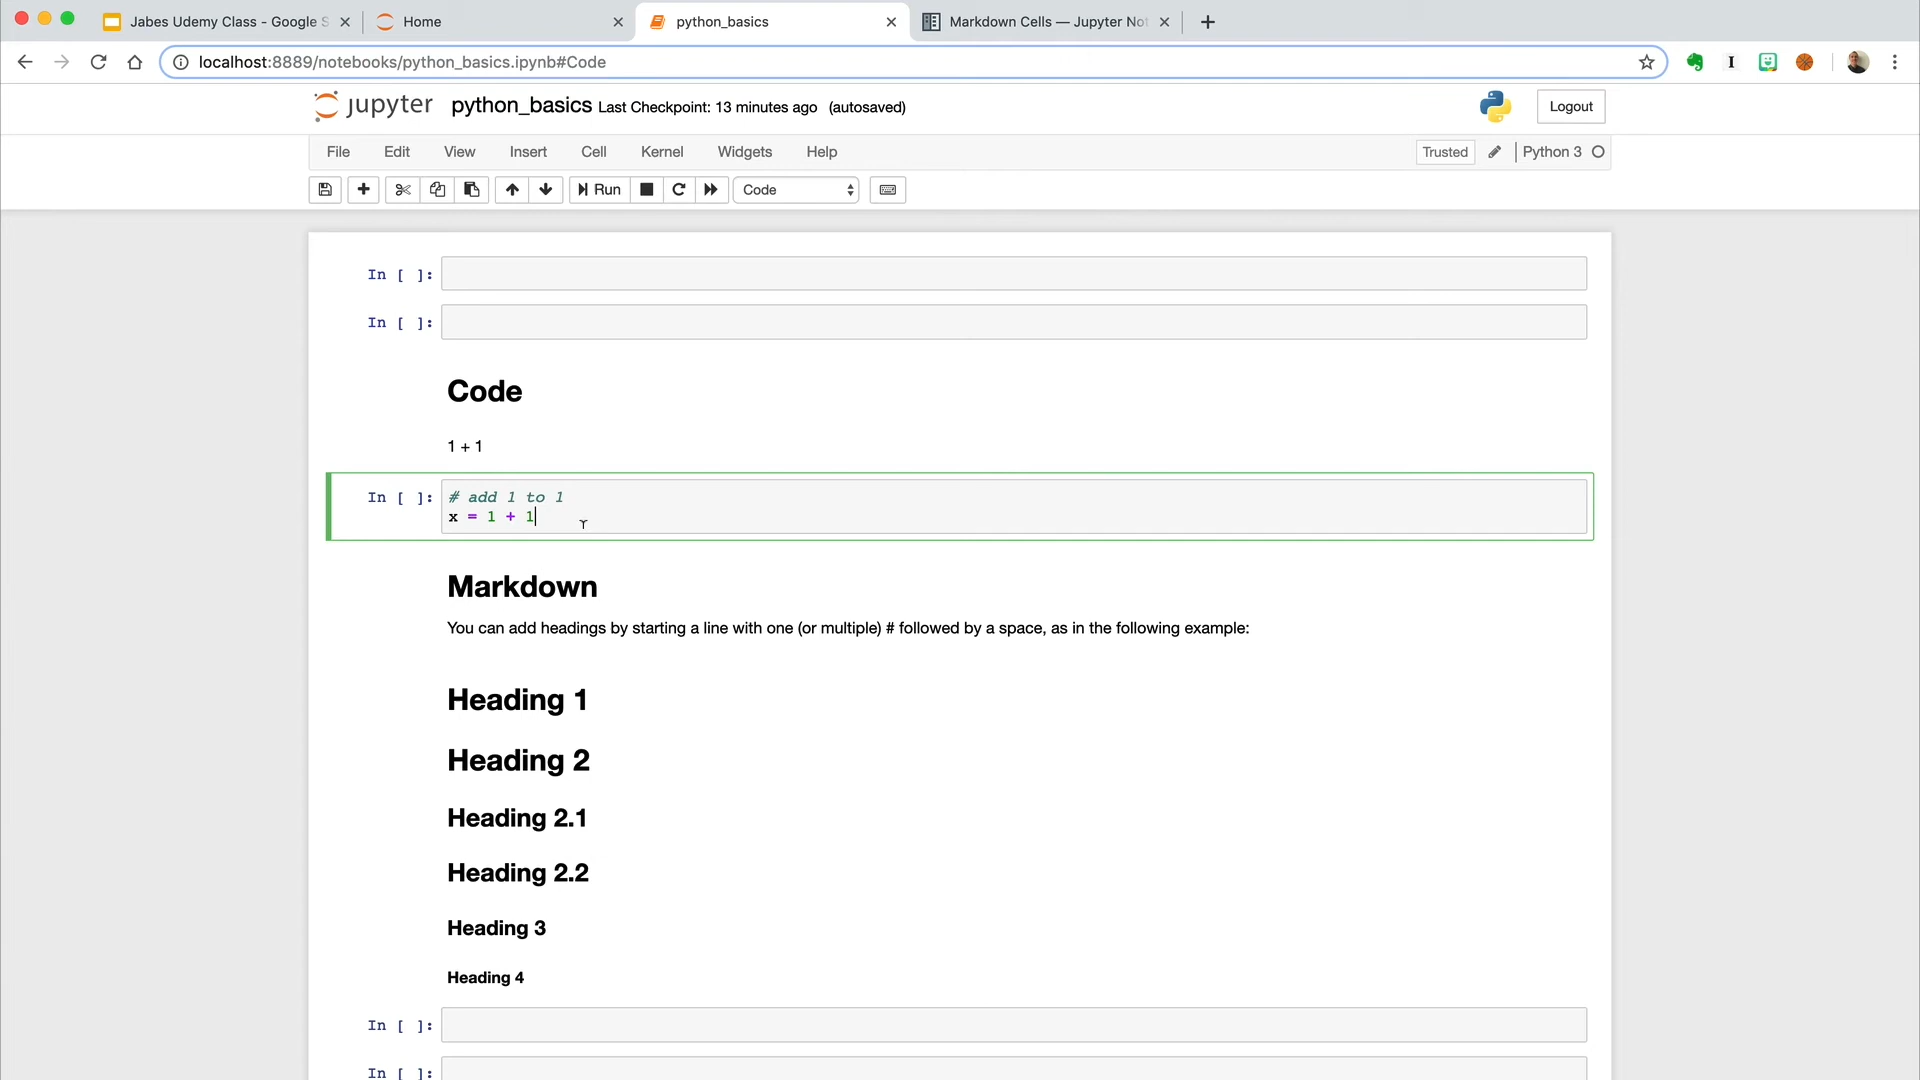 Jabes Udemy Class - Google S
Home
python_basics
Markdown Cells — Jupyter Not
localhost:8889/notebooks/python_basics.ipynb#Code
jupyter python_basics Last Checkpoint: 13 minutes ago (autosaved)
Logout
File Edit View Insert Cell Kernel Widgets Help
Trusted
Python 3
Run
Code
In [ ]:
In [ ]:
Code
1 + 1
In [ ]: # add 1 to 1
x = 1 + 1
Markdown
You can add headings by starting a line with one (or multiple) # followed by a space, as in the following example:
Heading 1
Heading 2
Heading 2.1
Heading 2.2
Heading 3
Heading 4
In [ ]:
In [ ]: